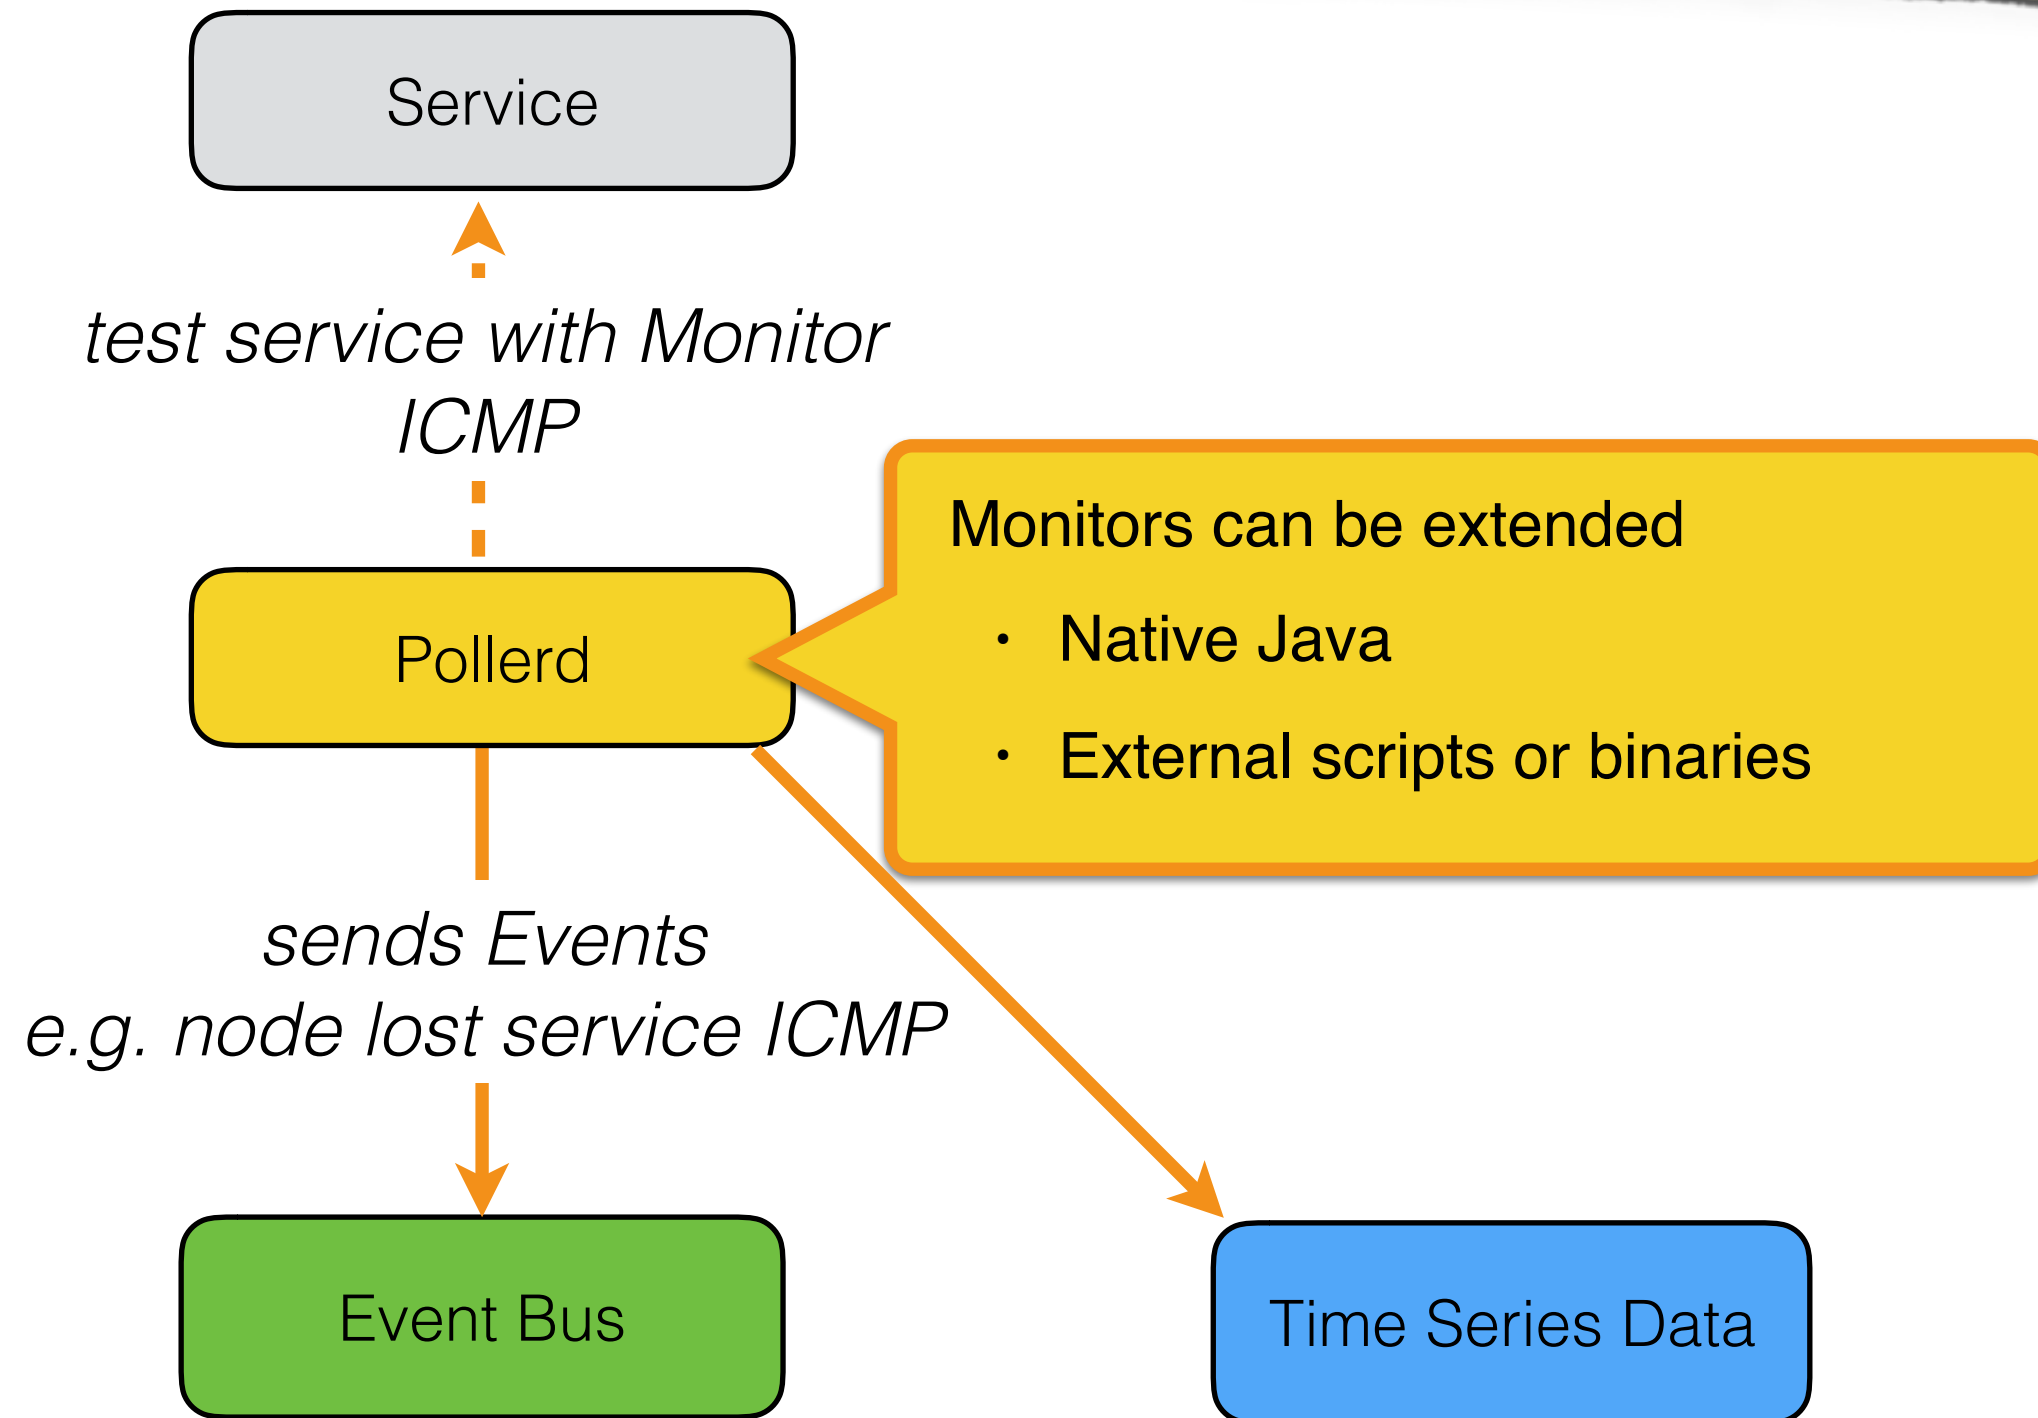 Service
test service with Monitor
ICMP
Monitors can be extended
• Native Java
• External scripts or binaries
Pollerd
sends Events
e.g. node lost service ICMP
Event Bus
Time Series Data